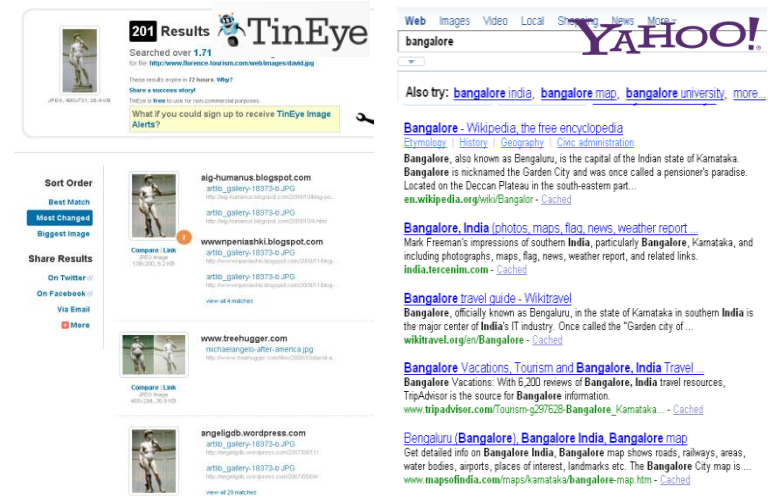 201 Results
TinEye
Searched over 1.71
for file: http://www.florence-tourism.com/web/images/david.jpg
These results expire in 72 hours. Why?
Share a success story!
TinEye is free to use for non-commercial purposes.
JPEG, 28.4 kB
What if you could sign up to receive TinEye Image
Alerts?
Sort Order
Best Match
Most Changed
Biggest Image
Share Results
On Twitter
On Facebook
Via Email
More
aig-humanus.blogspot.com
artlib_gallery-18373-b.JPG
artlib_gallery-18373-b.JPG
wwwnpeniashki.blogspot.com
artlib_gallery-18373-b.JPG
artlib_gallery-18373-b.JPG
view all 4 matches
Compare | Link
JPEG Image
www.treehugger.com
michaelangelo-after-america.jpg
Compare | Link
JPEG Image
angeligdb.wordpress.com
artlib_gallery-18373-b.JPG
artlib_gallery-18373-b.JPG
view all 29 matches
Web Images Video Local Shopping News More
YAHOO!
bangalore
Also try: bangalore india, bangalore map, bangalore university, more...
Bangalore - Wikipedia, the free encyclopedia
Etymology | History | Geography | Civic administration
Bangalore, also known as Bengaluru, is the capital of the Indian state of Karnataka.
Bangalore is nicknamed the Garden City and was once called a pensioner's paradise.
Located on the Deccan Plateau in the south-eastern part...
en.wikipedia.org/wiki/Bangalor - Cached
Bangalore, India (photos, maps, flag, news, weather report ...
Mark Freeman's impressions of southern India, particularly Bangalore, Karnataka, and
including photographs, maps, flag, news, weather report, and related links.
india.tercenim.com - Cached
Bangalore travel guide - Wikitravel
Bangalore, officially known as Bengaluru, in the state of Karnataka in southern India is
the major center of India's IT industry. Once called the "Garden city of ...
wikitravel.org/en/Bangalore - Cached
Bangalore Vacations, Tourism and Bangalore, India Travel ...
Bangalore Vacations: With 6,200 reviews of Bangalore, India travel resources,
TripAdvisor is the source for Bangalore information.
www.tripadvisor.com/Tourism-g297628-Bangalore_Karnataka... - Cached
Bengaluru (Bangalore), Bangalore India, Bangalore map
Get detailed info on Bangalore India, Bangalore map shows roads, railways, areas,
water bodies, airports, places of interest, landmarks etc. The Bangalore City map is ...
www.mapsofindia.com/maps/karnataka/bangalore-map.htm - Cached